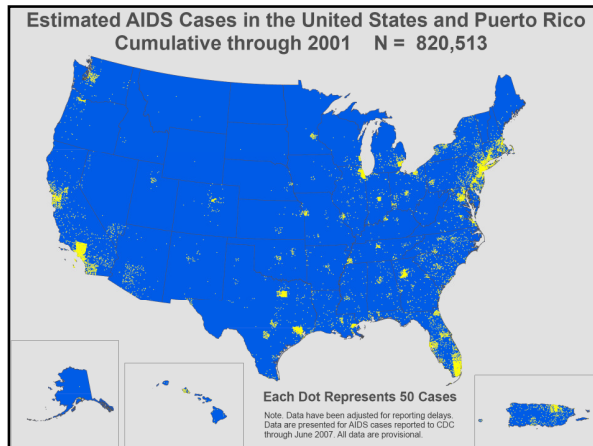 Estimated AIDS Cases in the United States and Puerto Rico
Cumulative through 2001 N = 820,513
Each Dot Represents 50 Cases
Note. Data have been adjusted for reporting delays.
Data are presented for AIDS cases reported to CDC
through June 2007. All data are provisional.